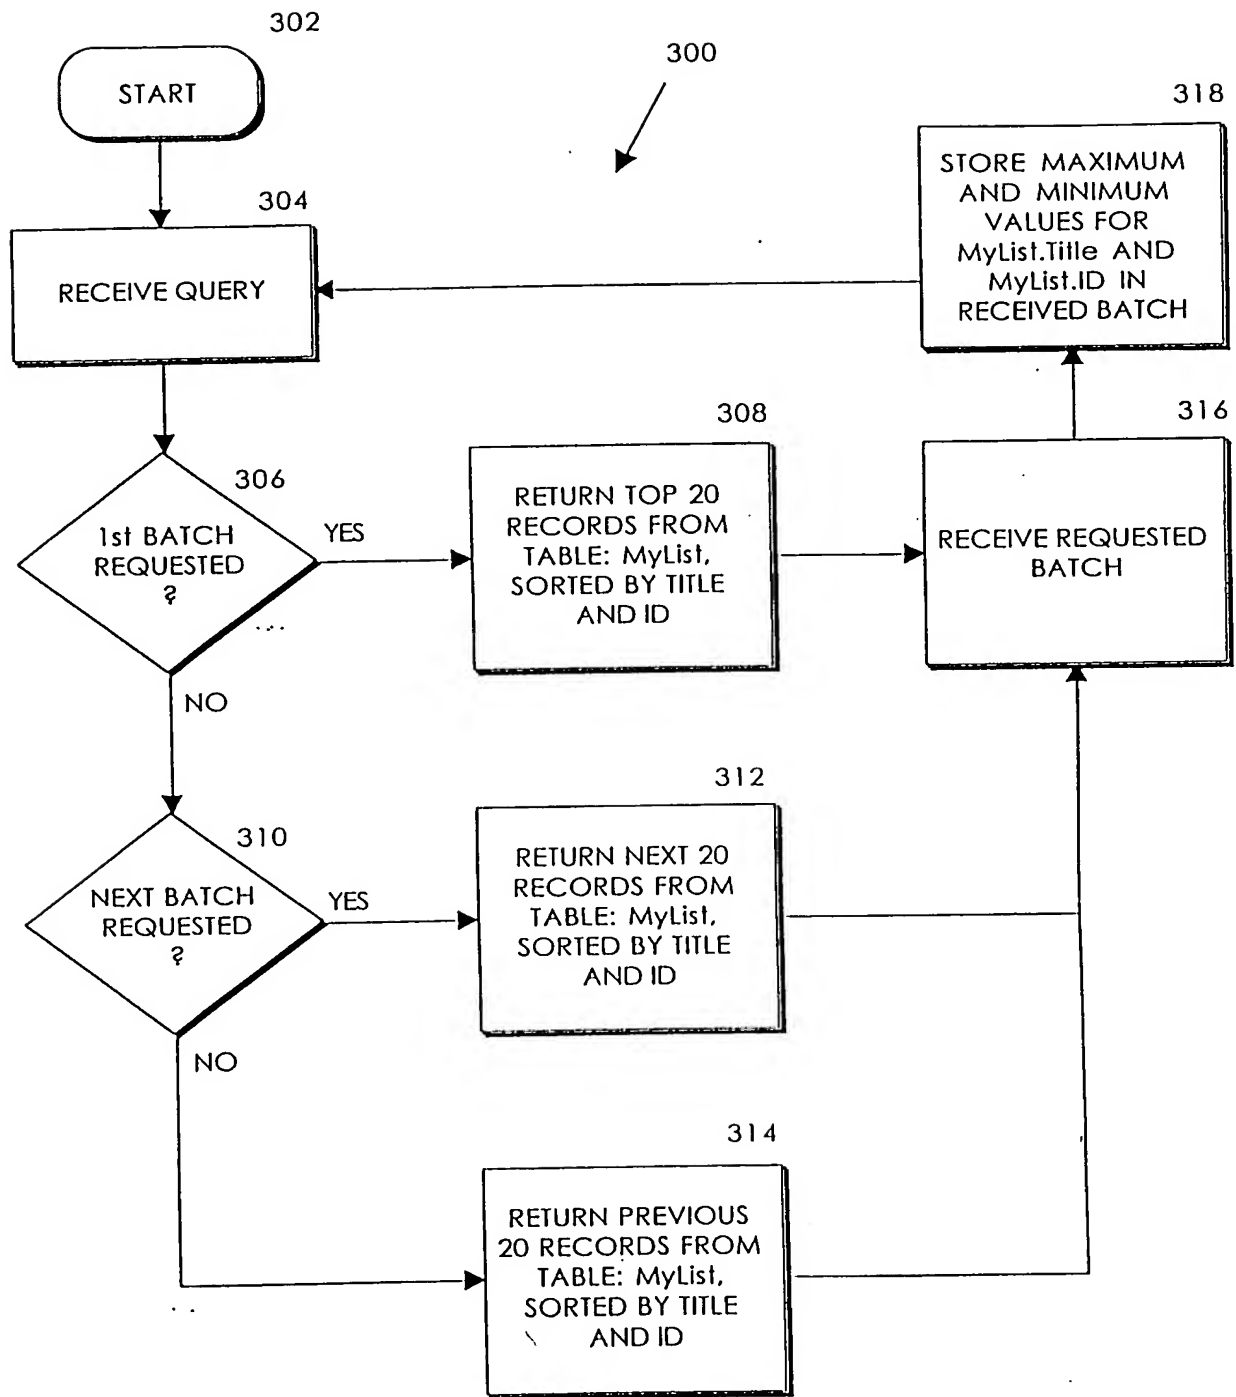 302
START
300
318
STORE MAXIMUM
AND MINIMUM
VALUES FOR
MyList.Title AND
MyList.ID IN
RECEIVED BATCH
304
RECEIVE QUERY
306
1st BATCH
REQUESTED
?
YES
NO
308
RETURN TOP 20
RECORDS FROM
TABLE: MyList,
SORTED BY TITLE
AND ID
316
RECEIVE REQUESTED
BATCH
310
NEXT BATCH
REQUESTED
?
YES
NO
312
RETURN NEXT 20
RECORDS FROM
TABLE: MyList,
SORTED BY TITLE
AND ID
314
RETURN PREVIOUS
20 RECORDS FROM
TABLE: MyList,
SORTED BY TITLE
AND ID